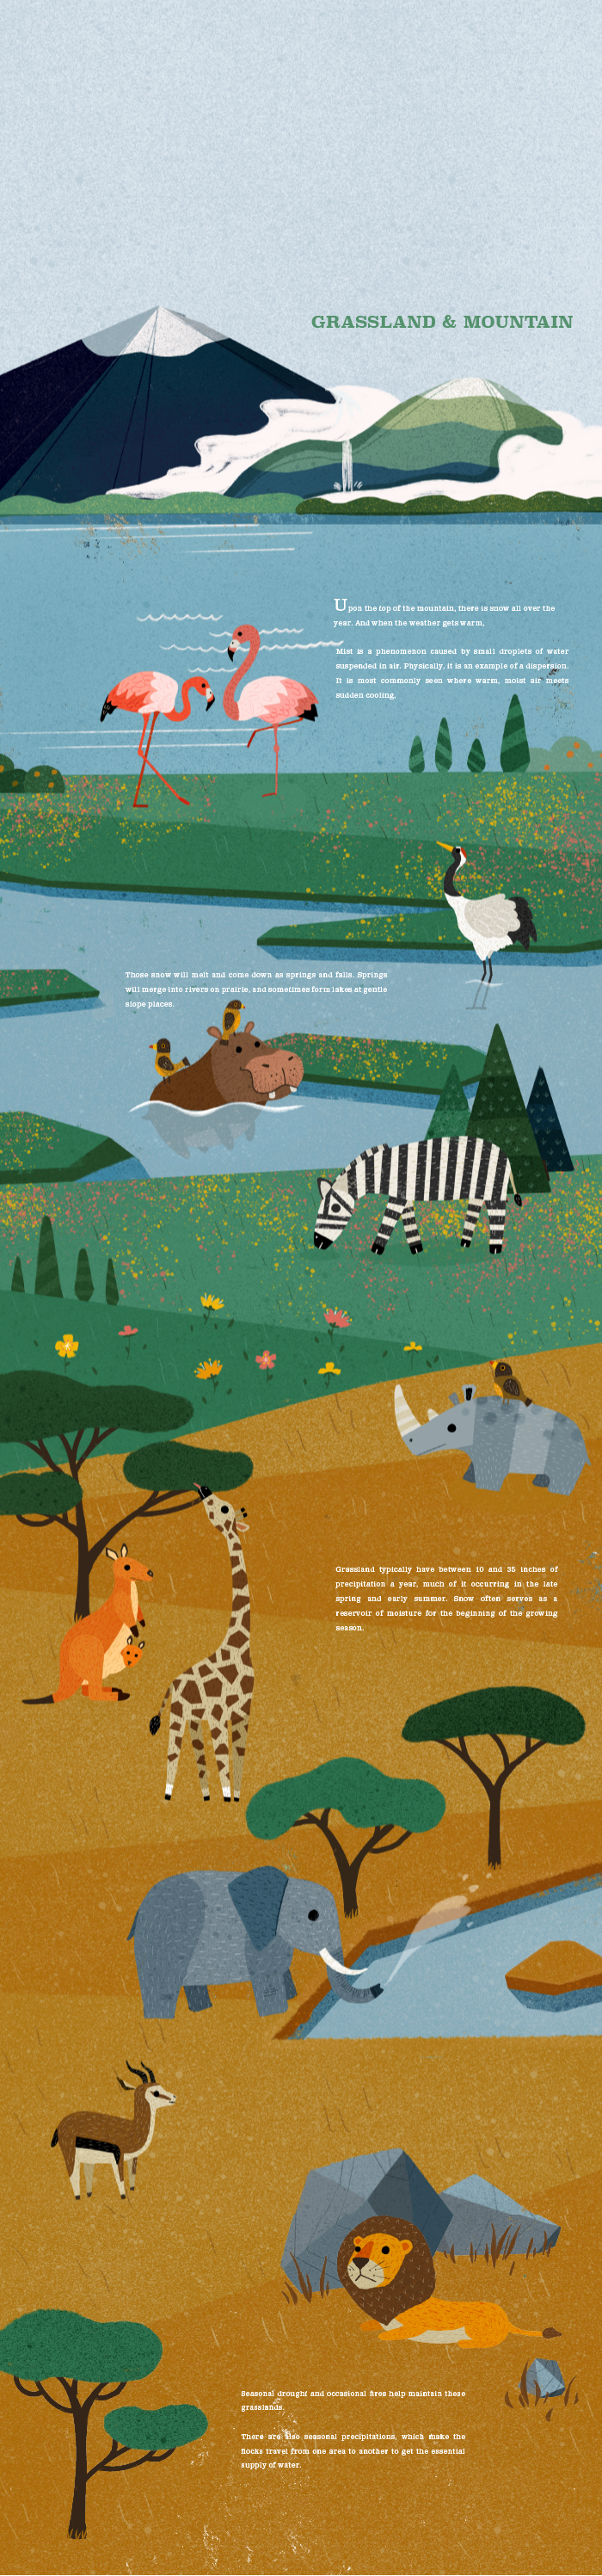 GRASSLAND & MOUNTAIN
Upon the top of the mountain, there is snow all over the
year. And when the weather gets warm,
Mist is a phenomenon caused by small droplets of water
suspended in air. Physically, it is an example of a dispersion.
It is most commonly seen where warm, moist air meets
sudden cooling,
Those snow will melt and come down as springs and falls. Springs
will merge into rivers on prairie, and sometimes form lakes at gentle
slope places.
Grassland typically have between 10 and 35 inches of
precipitation a year, much of it occurring in the late
spring and early summer. Snow often serves as a
reservoir of moisture for the beginning of the growing
season.
Seasonal drought and occasional fires help maintain these
grasslands.
There are also seasonal precipitations, which make the
flocks travel from one area to another to get the essential
supply of water.